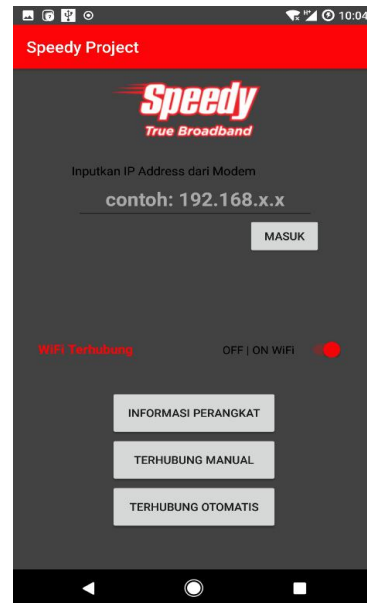 10:04
Speedy Project
Speedy
True Broadband
Inputkan IP Address dari Modem
contoh: 192.168.x.x
MASUK
WiFi Terhubung
OFF | ON WiFi
INFORMASI PERANGKAT
TERHUBUNG MANUAL
TERHUBUNG OTOMATIS